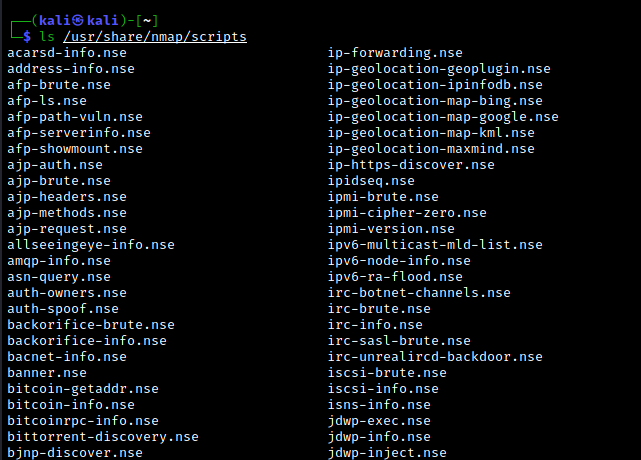 ┌──(kali㉿kali)-[~]
└─$ ls /usr/share/nmap/scripts
acarsd-info.nse ip-forwarding.nse
address-info.nse ip-geolocation-geoplugin.nse
afp-brute.nse ip-geolocation-ipinfodb.nse
afp-ls.nse ip-geolocation-map-bing.nse
afp-path-vuln.nse ip-geolocation-map-google.nse
afp-serverinfo.nse ip-geolocation-map-kml.nse
afp-showmount.nse ip-geolocation-maxmind.nse
ajp-auth.nse ip-https-discover.nse
ajp-brute.nse ipidseq.nse
ajp-headers.nse ipmi-brute.nse
ajp-methods.nse ipmi-cipher-zero.nse
ajp-request.nse ipmi-version.nse
allseeingeye-info.nse ipv6-multicast-mld-list.nse
amqp-info.nse ipv6-node-info.nse
asn-query.nse ipv6-ra-flood.nse
auth-owners.nse irc-botnet-channels.nse
auth-spoof.nse irc-brute.nse
backorifice-brute.nse irc-info.nse
backorifice-info.nse irc-sasl-brute.nse
bacnet-info.nse irc-unrealircd-backdoor.nse
banner.nse iscsi-brute.nse
bitcoin-getaddr.nse iscsi-info.nse
bitcoin-info.nse isns-info.nse
bitcoinrpc-info.nse jdwp-exec.nse
bittorrent-discovery.nse jdwp-info.nse
bjnp-discover.nse jdwp-inject.nse